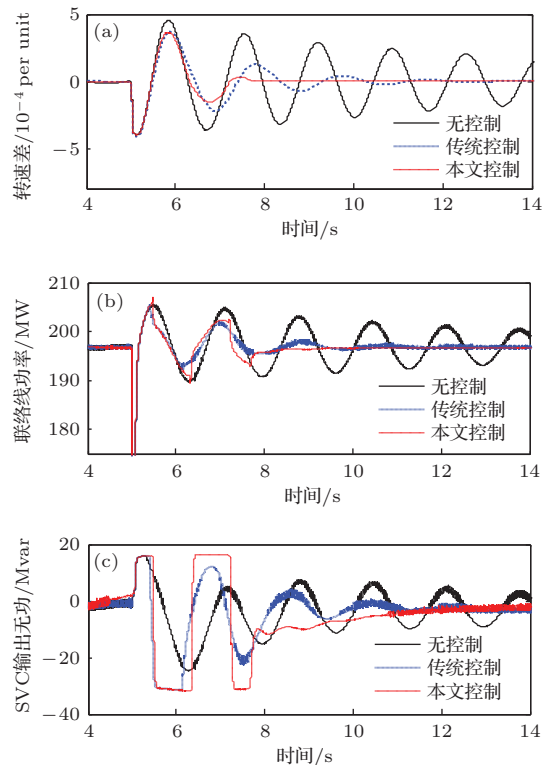 (a)
转速差/10⁻⁴ per unit
5
0
−5
无控制
传统控制
本文控制
4 6 8 10 12 14
时间/s
(b)
联络线功率/MW
210
200
190
180
无控制
传统控制
本文控制
4 6 8 10 12 14
时间/s
(c)
SVC输出无功/Mvar
20
0
−20
−40
无控制
传统控制
本文控制
4 6 8 10 12 14
时间/s